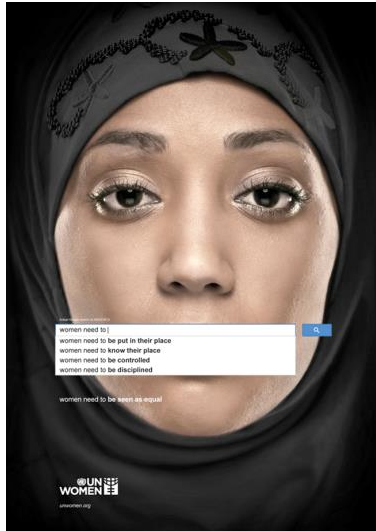 women need to
women need to be put in their place
women need to know their place
women need to be controlled
women need to be disciplined
women need to be seen as equal
UN
WOMEN
unwomen.org